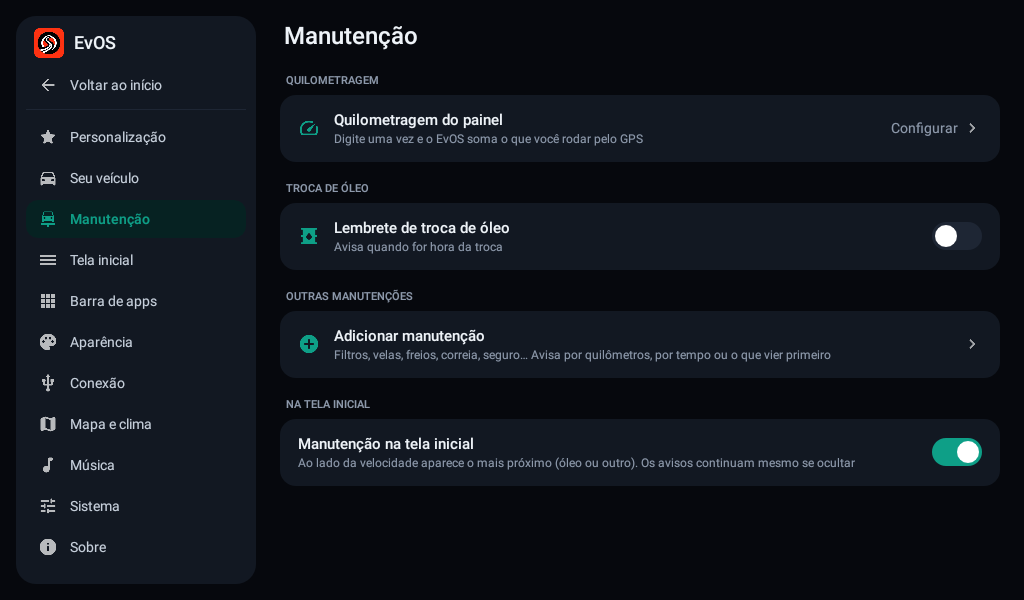 EvOS
Voltar ao início
Personalização
Seu veículo
Manutenção
Tela inicial
Barra de apps
Aparência
Conexão
Mapa e clima
Música
Sistema
Sobre
Manutenção
QUILOMETRAGEM
Quilometragem do painel
Digite uma vez e o EvOS soma o que você rodar pelo GPS
Configurar
TROCA DE ÓLEO
Lembrete de troca de óleo
Avisa quando for hora da troca
OUTRAS MANUTENÇÕES
Adicionar manutenção
Filtros, velas, freios, correia, seguro… Avisa por quilômetros, por tempo ou o que vier primeiro
NA TELA INICIAL
Manutenção na tela inicial
Ao lado da velocidade aparece o mais próximo (óleo ou outro). Os avisos continuam mesmo se ocultar